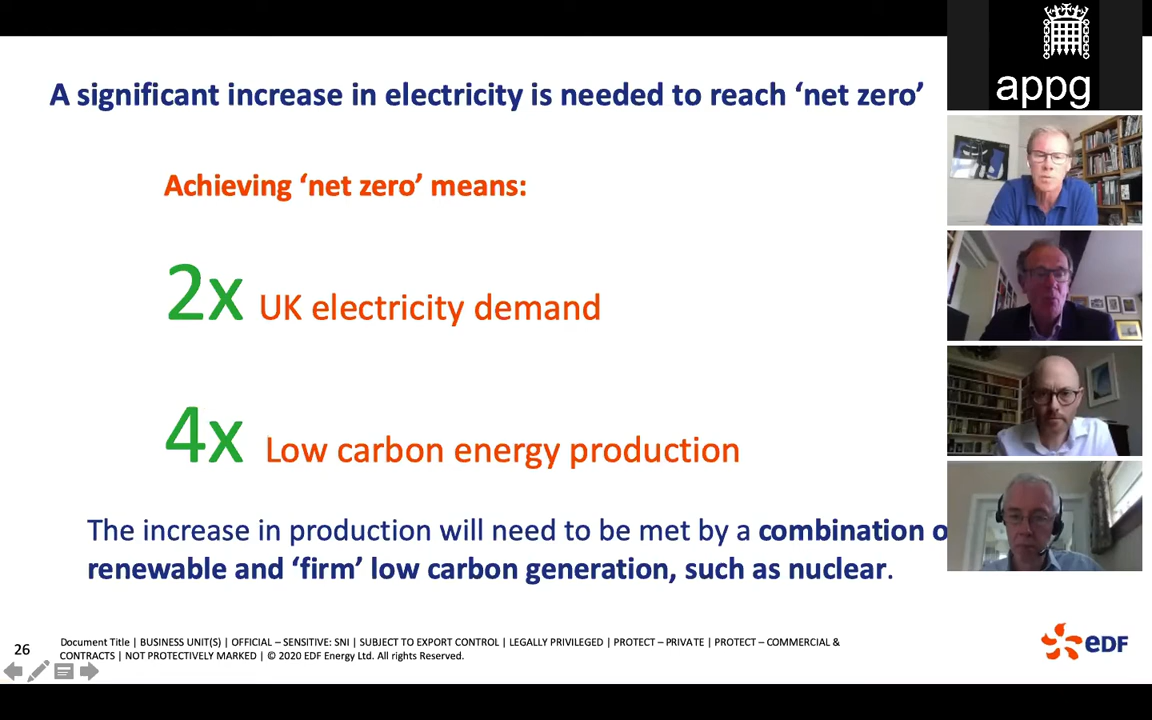 A significant increase in electricity is needed to reach ‘net zero’
appg
Achieving ‘net zero’ means:
2x UK electricity demand
4x Low carbon energy production
The increase in production will need to be met by a combination o
renewable and ‘firm’ low carbon generation, such as nuclear.
26
Document Title | BUSINESS UNIT(S) | OFFICIAL – SENSITIVE: SNI | SUBJECT TO EXPORT CONTROL | LEGALLY PRIVILEGED | PROTECT – PRIVATE | PROTECT – COMMERCIAL &
CONTRACTS | NOT PROTECTIVELY MARKED | © 2020 EDF Energy Ltd. All rights Reserved.
eDF